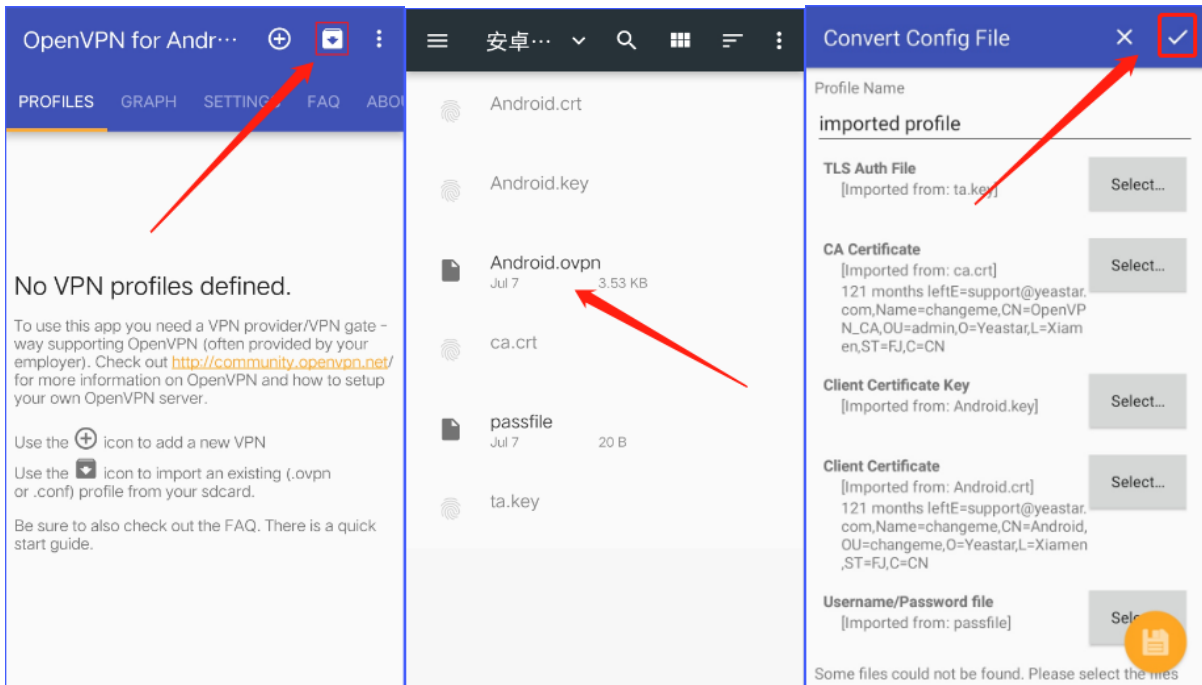 OpenVPN for Andr···
PROFILES GRAPH SETTINGS FAQ ABOU
No VPN profiles defined.
To use this app you need a VPN provider/VPN gate -
way supporting OpenVPN (often provided by your
employer). Check out http://community.openvpn.net/
for more information on OpenVPN and how to setup
your own OpenVPN server.
Use the icon to add a new VPN
Use the icon to import an existing (.ovpn
or .conf) profile from your sdcard.
Be sure to also check out the FAQ. There is a quick
start guide.
安卓···
Android.crt
Android.key
Android.ovpn
Jul 7 3.53 KB
ca.crt
passfile
Jul 7 20 B
ta.key
Convert Config File
Profile Name
imported profile
TLS Auth File
[Imported from: ta.key]
Select...
CA Certificate
[Imported from: ca.crt]
Select...
121 months leftE=support@yeastar.
com,Name=changeme,CN=OpenVP
N_CA,OU=admin,O=Yeastar,L=Xiam
en,ST=FJ,C=CN
Client Certificate Key
[Imported from: Android.key]
Select...
Client Certificate
[Imported from: Android.crt]
Select...
121 months leftE=support@yeastar.
com,Name=changeme,CN=Android,
OU=changeme,O=Yeastar,L=Xiamen
,ST=FJ,C=CN
Username/Password file
[Imported from: passfile]
Sele
Some files could not be found. Please select the files